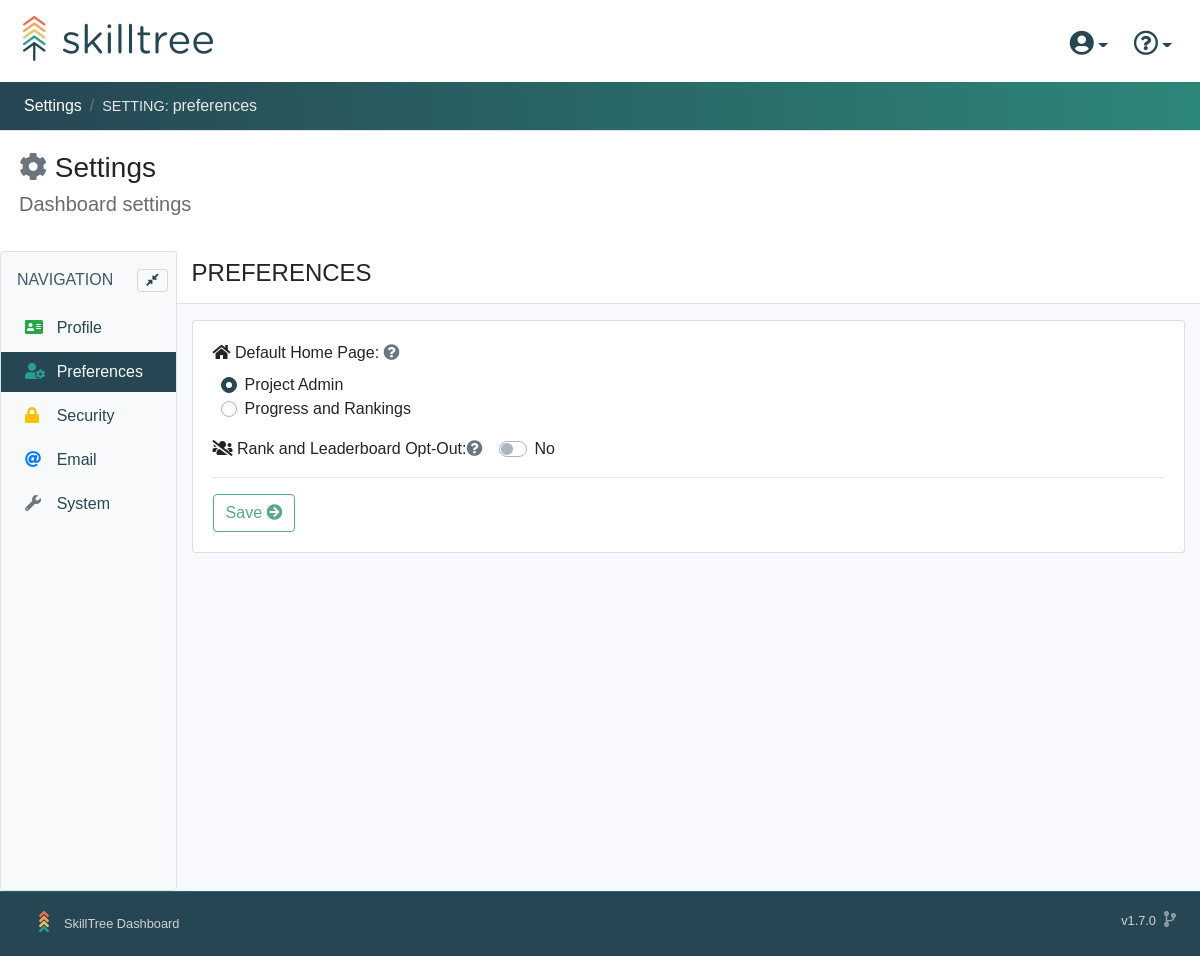 skilltree
Settings / SETTING: preferences
Settings
Dashboard settings
NAVIGATION
Profile
Preferences
Security
Email
System
PREFERENCES
Default Home Page:
Project Admin
Progress and Rankings
Rank and Leaderboard Opt-Out: No
Save
SkillTree Dashboard
v1.7.0